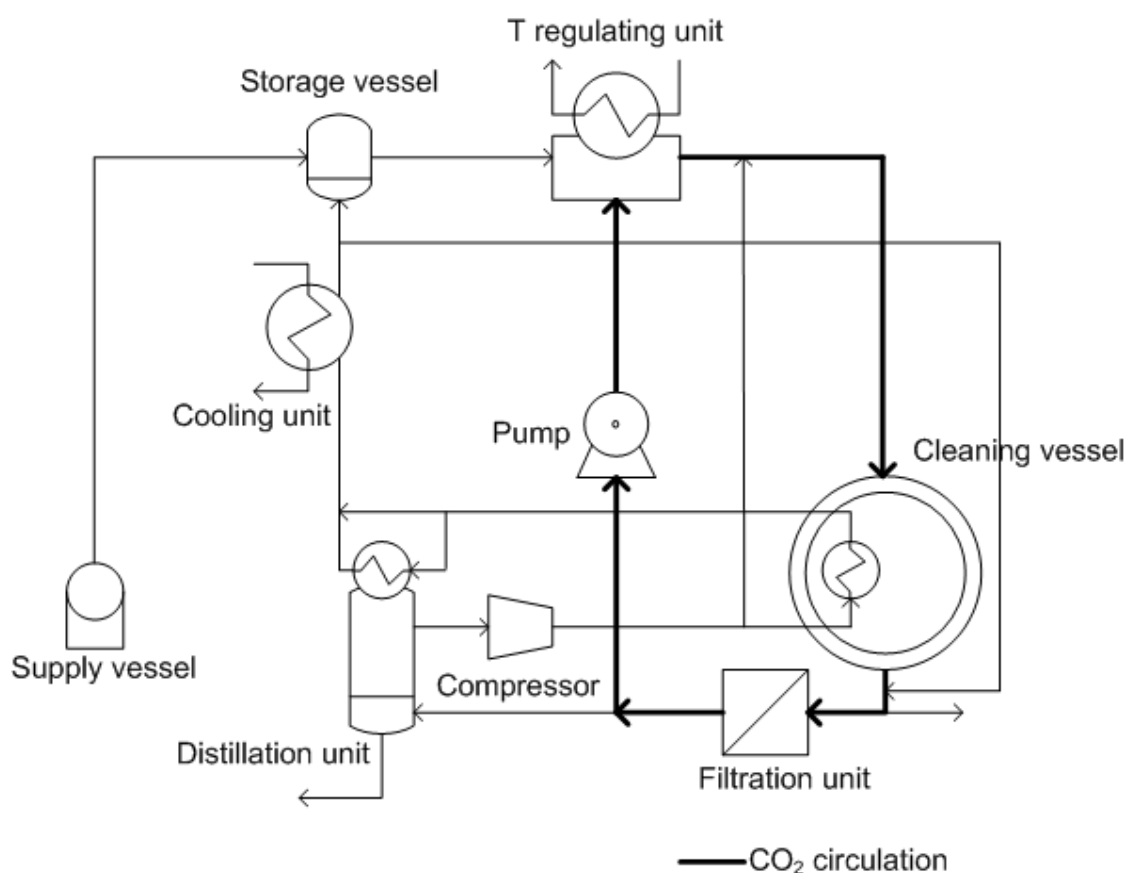 T regulating unit
Storage vessel
Cooling unit
Pump
Cleaning vessel
Supply vessel
Compressor
Distillation unit
Filtration unit
CO₂ circulation